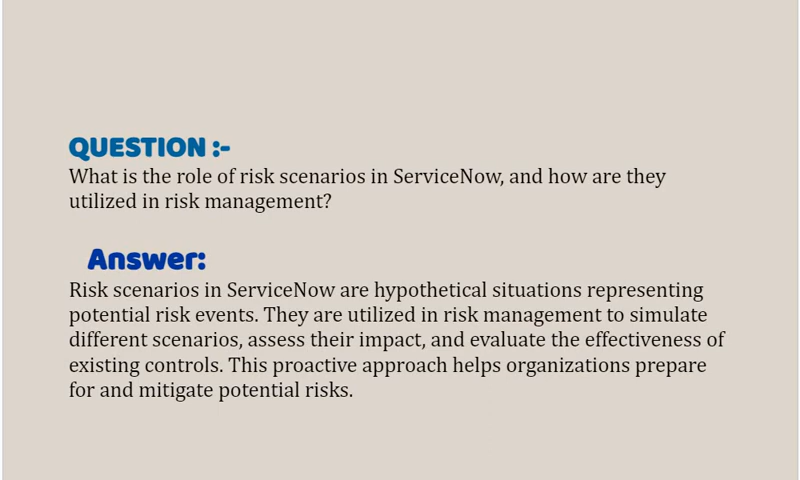 QUESTION :-
What is the role of risk scenarios in ServiceNow, and how are they
utilized in risk management?
Answer:
Risk scenarios in ServiceNow are hypothetical situations representing
potential risk events. They are utilized in risk management to simulate
different scenarios, assess their impact, and evaluate the effectiveness of
existing controls. This proactive approach helps organizations prepare
for and mitigate potential risks.